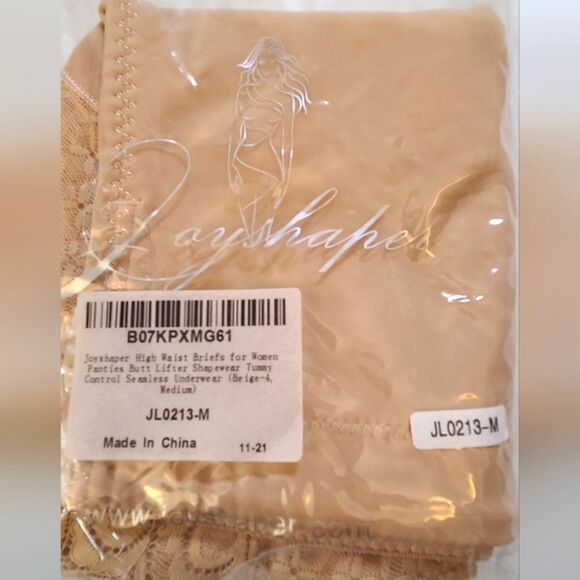 Joyshaper
B07KPXMG61
Joyshaper High Waist Briefs for Women
Panties Butt Lifter Shapewear Tummy
Control Seamless Underwear (Beige-4,
Medium)
JL0213-M
Made In China 11-21
JL0213-M